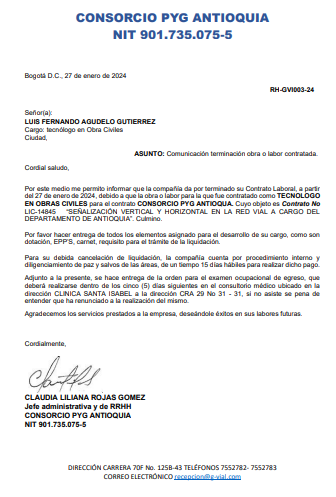 CONSORCIO PYG ANTIOQUIA
NIT 901.735.075-5
Bogotá D.C., 27 de enero de 2024
RH-GVI003-24
Señor(a):
LUIS FERNANDO AGUDELO GUTIERREZ
Cargo: tecnólogo en Obra Civiles
Ciudad,
ASUNTO: Comunicación terminación obra o labor contratada.
Cordial saludo,
Por este medio me permito informar que la compañía da por terminado su Contrato Laboral, a partir
del 27 de enero de 2024, debido a que la obra o labor para la que fue contratado como TECNOLOGO
EN OBRAS CIVILES para el contrato CONSORCIO PYG ANTIOQUIA. Cuyo objeto es Contrato No
LIC-14845 "SEÑALIZACIÓN VERTICAL Y HORIZONTAL EN LA RED VIAL A CARGO DEL
DEPARTAMENTO DE ANTIOQUIA". Culmino.
Por favor hacer entrega de todos los elementos asignados para el desarrollo de su cargo, como son
dotación, EPP'S, carnet, requisito para el trámite de la liquidación.
Para su debida cancelación de liquidación, la compañía cuenta por procedimiento interno y
diligenciamiento de paz y salvos de las áreas, de un tiempo 15 días hábiles para realizar dicho pago.
Adjunto a la presente, se hace entrega de la orden para el examen ocupacional de egreso, que
deberá realizarse dentro de los cinco (5) días siguientes en el consultorio médico ubicado en la
dirección CLINICA SANTA ISABEL a la dirección CRA 29 No 31 - 31, si no asiste se pena de
entender que ha renunciado a la realización del mismo.
Agradecemos los servicios prestados a la empresa, deseándole éxitos en sus labores futuras.
Cordialmente,
CLAUDIA LILIANA ROJAS GOMEZ
Jefe administrativa y de RRHH
CONSORCIO PYG ANTIOQUIA
NIT 901.735.075-5
DIRECCIÓN CARRERA 70F No. 125B-43 TELÉFONOS 7552782- 7552783
CORREO ELECTRÓNICO recepcion@g-vial.com